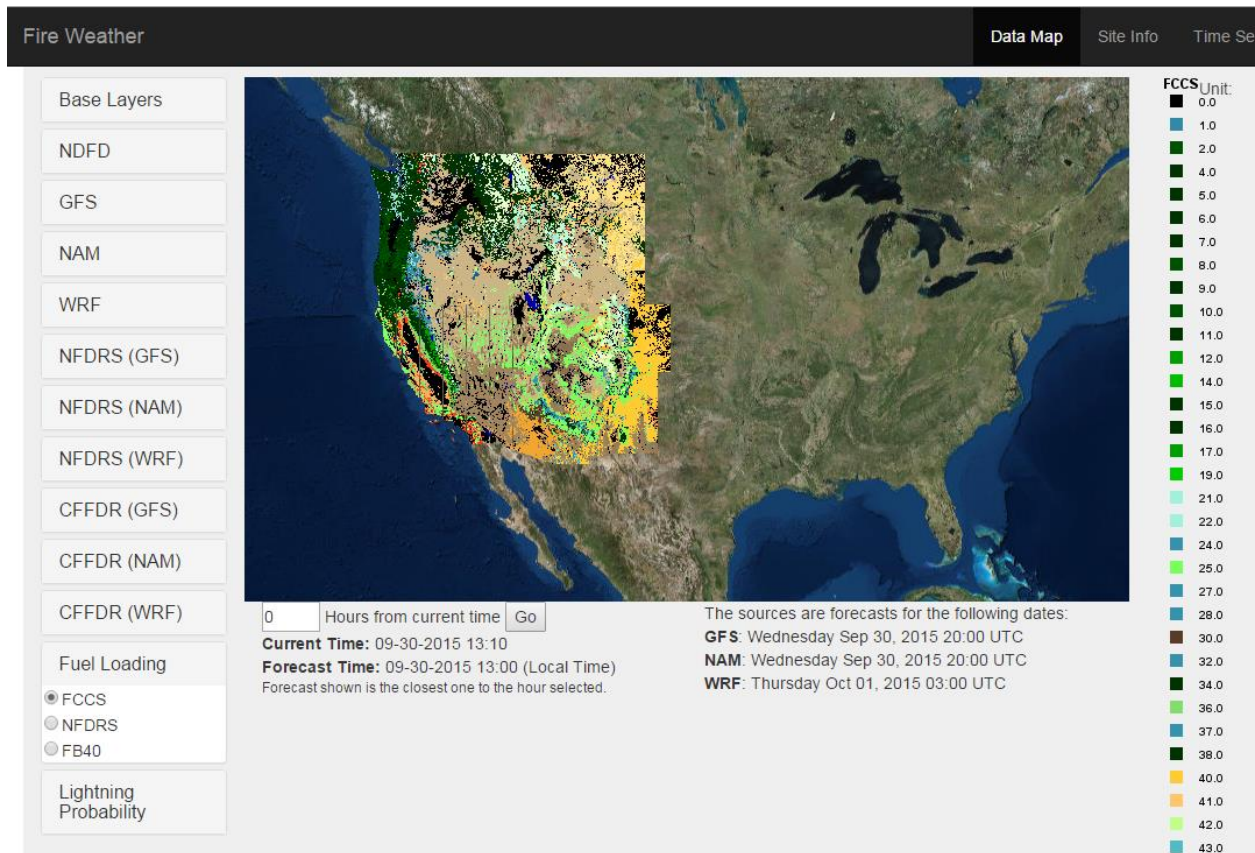 Fire Weather
Data Map
Site Info
Time Se
Base Layers
NDFD
GFS
NAM
WRF
NFDRS (GFS)
NFDRS (NAM)
NFDRS (WRF)
CFFDR (GFS)
CFFDR (NAM)
CFFDR (WRF)
Fuel Loading
FCCS
NFDRS
FB40
Lightning
Probability
0 Hours from current time Go
Current Time: 09-30-2015 13:10
Forecast Time: 09-30-2015 13:00 (Local Time)
Forecast shown is the closest one to the hour selected.
The sources are forecasts for the following dates:
GFS: Wednesday Sep 30, 2015 20:00 UTC
NAM: Wednesday Sep 30, 2015 20:00 UTC
WRF: Thursday Oct 01, 2015 03:00 UTC
FCCS Unit:
0.0
1.0
2.0
4.0
5.0
6.0
7.0
8.0
9.0
10.0
11.0
12.0
14.0
15.0
16.0
17.0
19.0
21.0
22.0
24.0
25.0
27.0
28.0
30.0
32.0
34.0
36.0
37.0
38.0
40.0
41.0
42.0
43.0